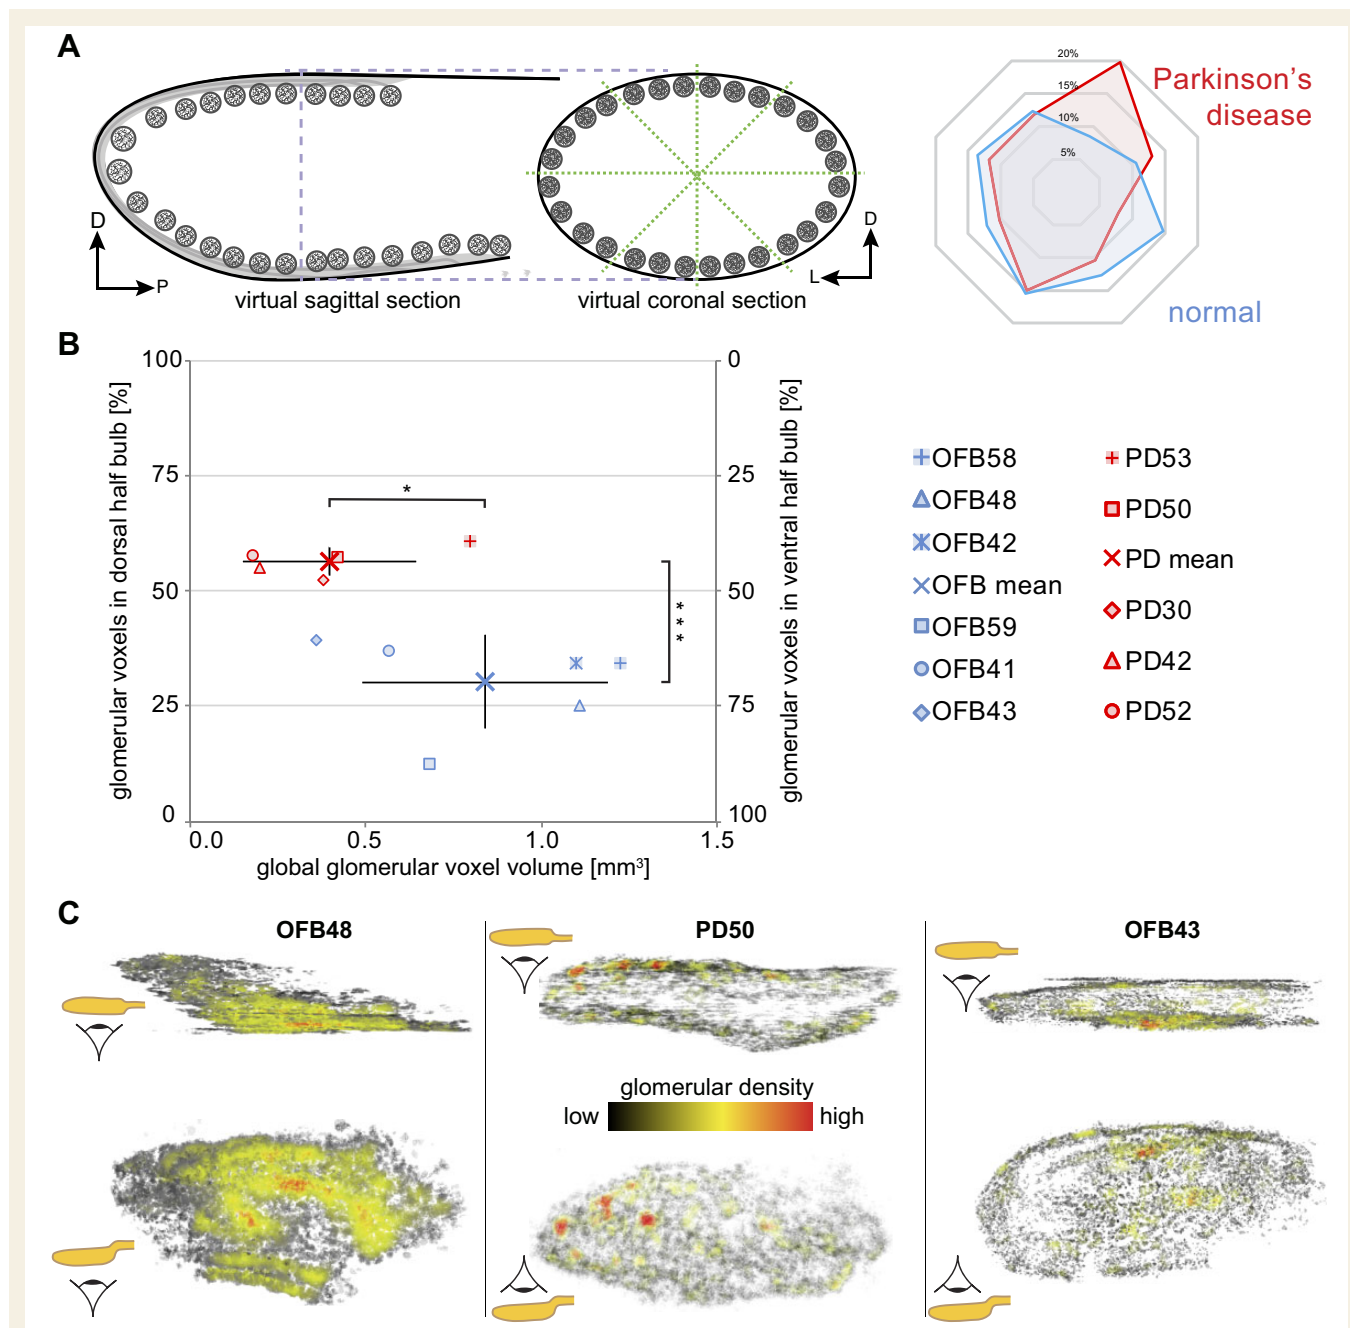 A
20%
15%
10%
5%
Parkinson's
disease
normal
D
P
virtual sagittal section
D
L
virtual coronal section
B
100
75
50
25
0
glomerular voxels in dorsal half bulb [%]
0
25
50
75
100
glomerular voxels in ventral half bulb [%]
*
***
0.0
0.5
1.0
1.5
global glomerular voxel volume [mm³]
OFB58
OFB48
OFB42
OFB mean
OFB59
OFB41
OFB43
PD53
PD50
PD mean
PD30
PD42
PD52
C
OFB48
PD50
OFB43
glomerular density
low
high